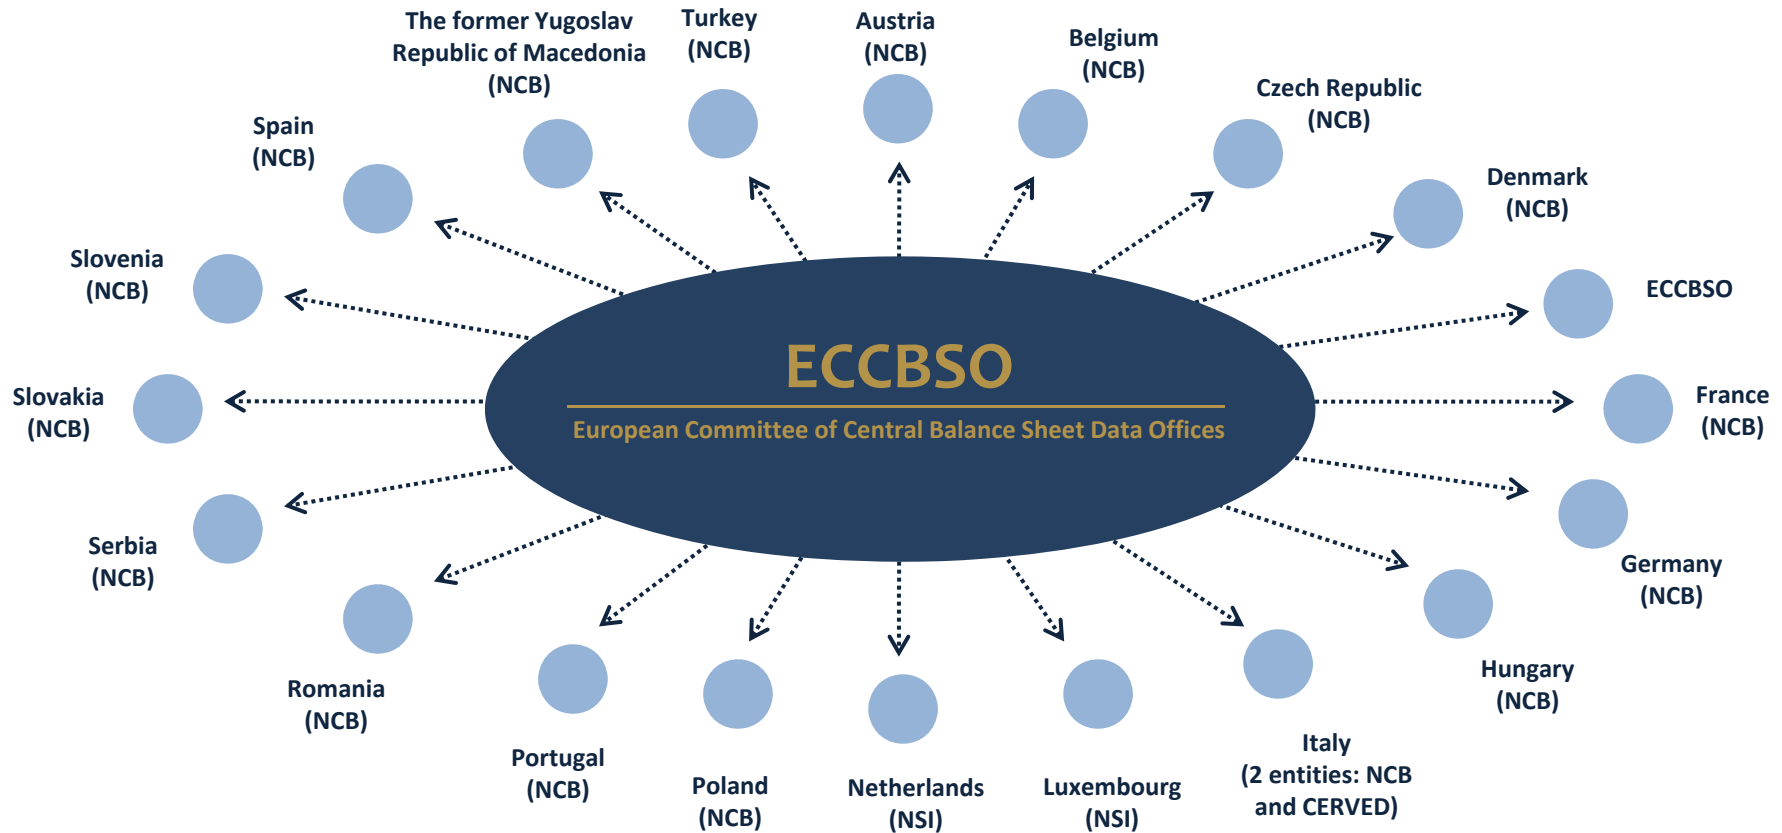 The former Yugoslav
Republic of Macedonia
(NCB)
Turkey
(NCB)
Austria
(NCB)
Belgium
(NCB)
Czech Republic
(NCB)
Spain
(NCB)
Denmark
(NCB)
Slovenia
(NCB)
ECCBSO
ECCBSO
European Committee of Central Balance Sheet Data Offices
Slovakia
(NCB)
France
(NCB)
Serbia
(NCB)
Germany
(NCB)
Romania
(NCB)
Hungary
(NCB)
Portugal
(NCB)
Poland
(NCB)
Netherlands
(NSI)
Luxembourg
(NSI)
Italy
(2 entities: NCB
and CERVED)